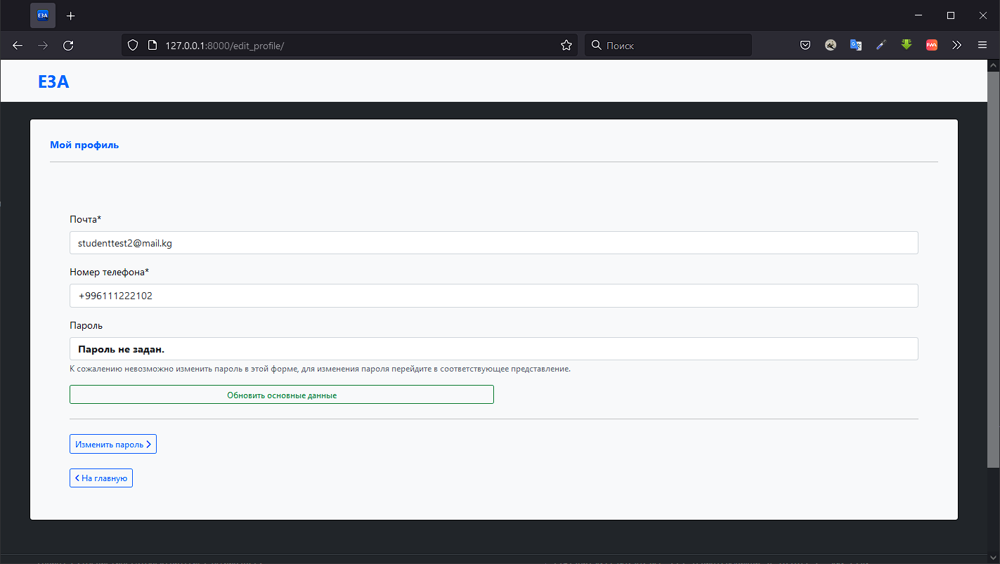 E3A
127.0.0.1:8000/edit_profile/
Поиск
E3A
Мой профиль
Почта*
studenttest2@mail.kg
Номер телефона*
+996111222102
Пароль
Пароль не задан.
К сожалению невозможно изменить пароль в этой форме, для изменения пароля перейдите в соответствующее представление.
Обновить основные данные
Изменить пароль
На главную